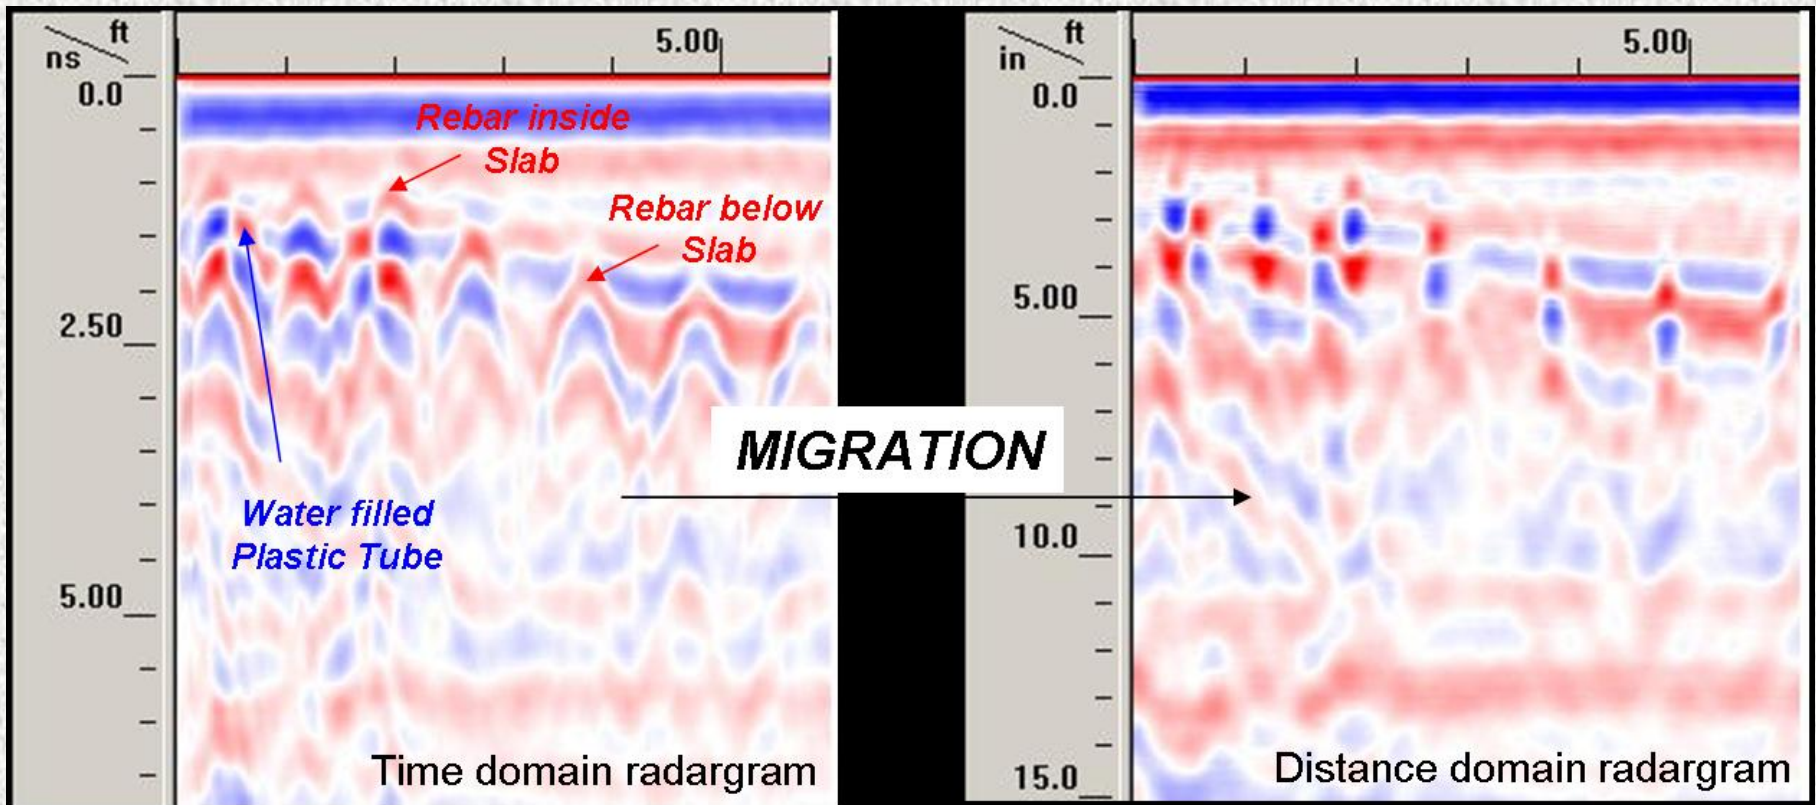 ft
ns
5.00
0.0
2.50
5.00
Rebar inside
Slab
Rebar below
Slab
Water filled
Plastic Tube
Time domain radargram
MIGRATION
ft
in
5.00
0.0
5.00
10.0
15.0
Distance domain radargram